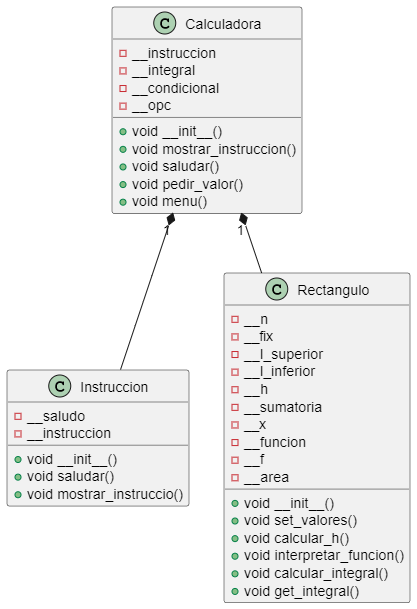 C Calculadora
__instruccion
__integral
__condicional
__opc
void __init__()
void mostrar_instruccion()
void saludar()
void pedir_valor()
void menu()
1
1
C Rectangulo
__n
__fix
__l_superior
__l_inferior
__h
__sumatoria
__x
__funcion
__f
__area
void __init__()
void set_valores()
void calcular_h()
void interpretar_funcion()
void calcular_integral()
void get_integral()
C Instruccion
__saludo
__instruccion
void __init__()
void saludar()
void mostrar_instruccio()